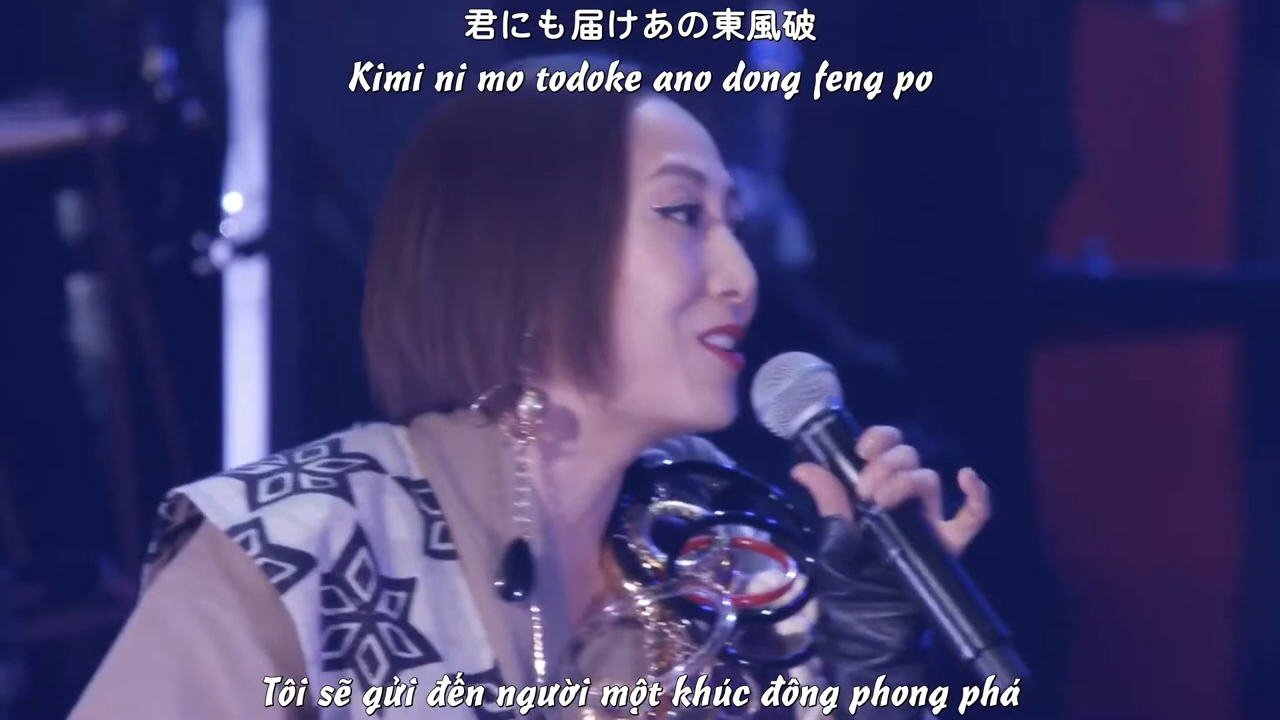 君にも届けあの東風破
Kimi ni mo todoke ano dong feng po
Tôi sẽ gửi đến người một khúc đông phong phá